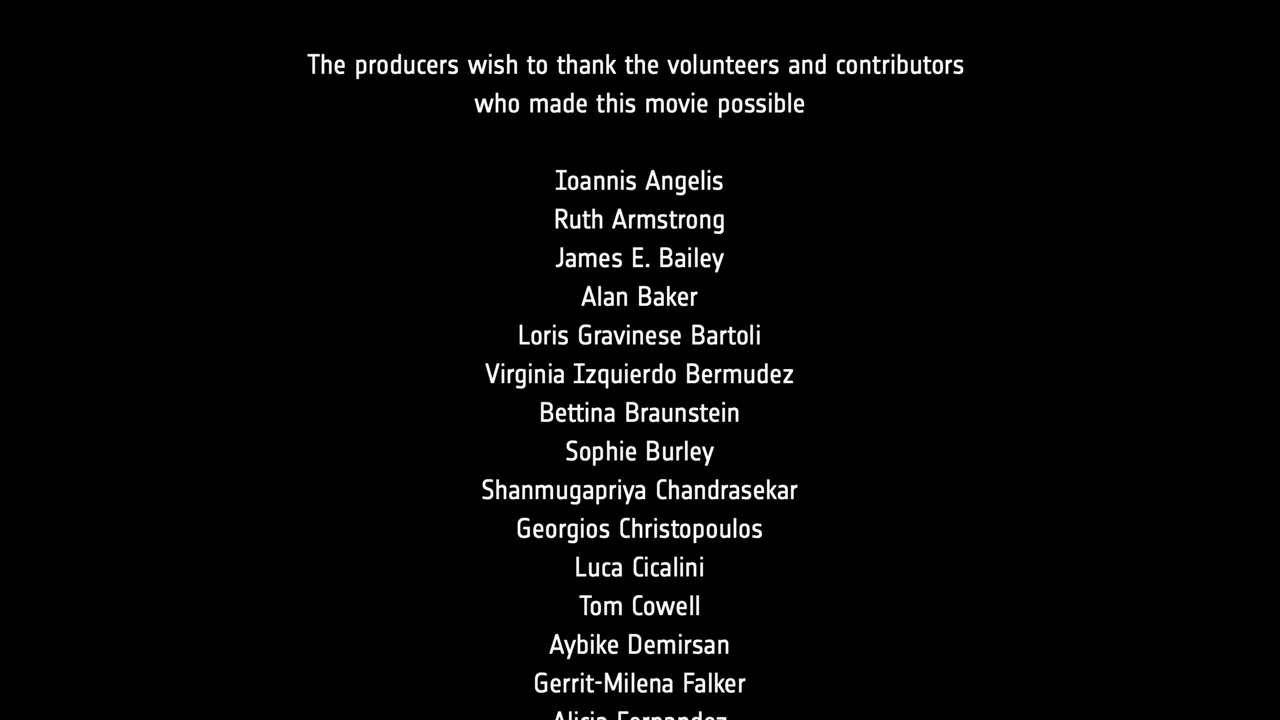 The producers wish to thank the volunteers and contributors
who made this movie possible
Ioannis Angelis
Ruth Armstrong
James E. Bailey
Alan Baker
Loris Gravinese Bartoli
Virginia Izquierdo Bermudez
Bettina Braunstein
Sophie Burley
Shanmugapriya Chandrasekar
Georgios Christopoulos
Luca Cicalini
Tom Cowell
Aybike Demirsan
Gerrit-Milena Falker
Alicia Fernandez